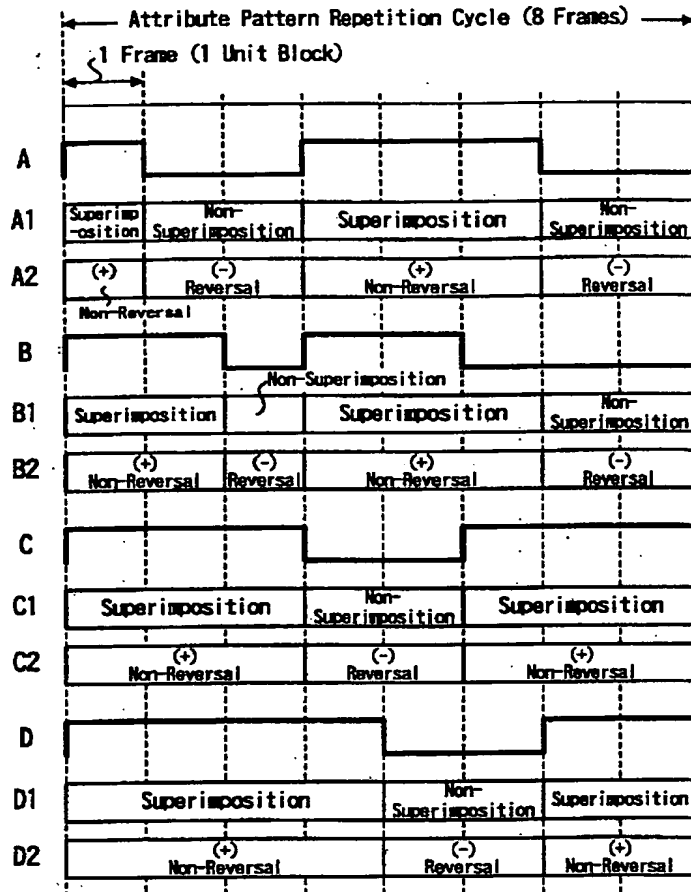 Attribute Pattern Repetition Cycle (8 Frames)
1 Frame (1 Unit Block)
A
A1
Superimp
-osition
Non-
Superimposition
Superimposition
Non-
Superimposition
A2
(+)
(-)
Reversal
(+)
Non-Reversal
(-)
Reversal
Non-Reversal
B
Non-Superimposition
B1
Superimposition
Superimposition
Non-
Superimposition
B2
(+)
Non-Reversal
(-)
Reversal
(+)
Non-Reversal
(-)
Reversal
C
C1
Superimposition
Non-
Superimposition
Superimposition
C2
(+)
Non-Reversal
(-)
Reversal
(+)
Non-Reversal
D
D1
Superimposition
Non-
Superimposition
Superimposition
D2
(+)
Non-Reversal
(-)
Reversal
(+)
Non-Reversal